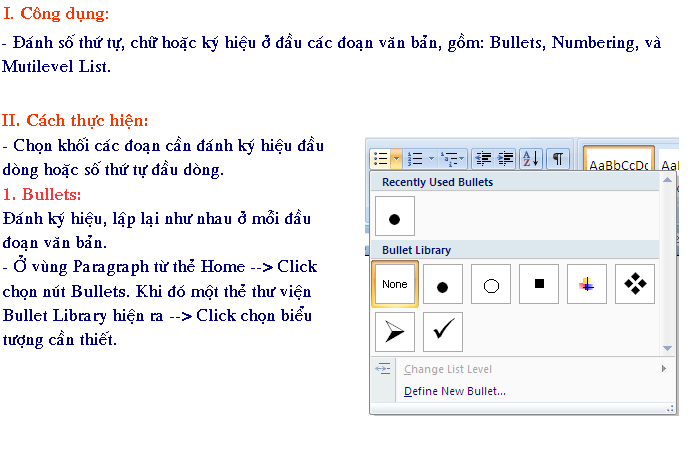 I. Công dụng:
- Đánh số thứ tự, chữ hoặc ký hiệu ở đầu các đoạn văn bản, gồm: Bullets, Numbering, và
Mutilevel List.
II. Cách thực hiện:
- Chọn khối các đoạn cần đánh ký hiệu đầu
dòng hoặc số thứ tự đầu dòng.
1. Bullets:
Đánh ký hiệu, lập lại như nhau ở mỗi đầu
đoạn văn bản.
- Ở vùng Paragraph từ thẻ Home --> Click
chọn nút Bullets. Khi đó một thẻ thư viện
Bullet Library hiện ra --> Click chọn biểu
tượng cần thiết.
AaBbCcDc
Recently Used Bullets
Bullet Library
None
Change List Level
Define New Bullet...